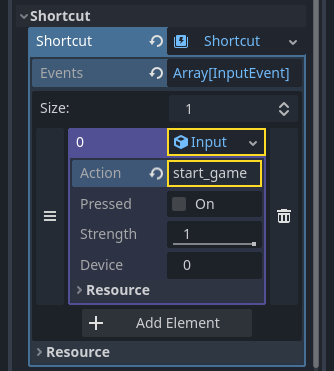 Shortcut
Shortcut Shortcut
Events Array[InputEvent]
Size: 1
0 Input
Action start_game
Pressed On
Strength 1
Device 0
Resource
Add Element
Resource